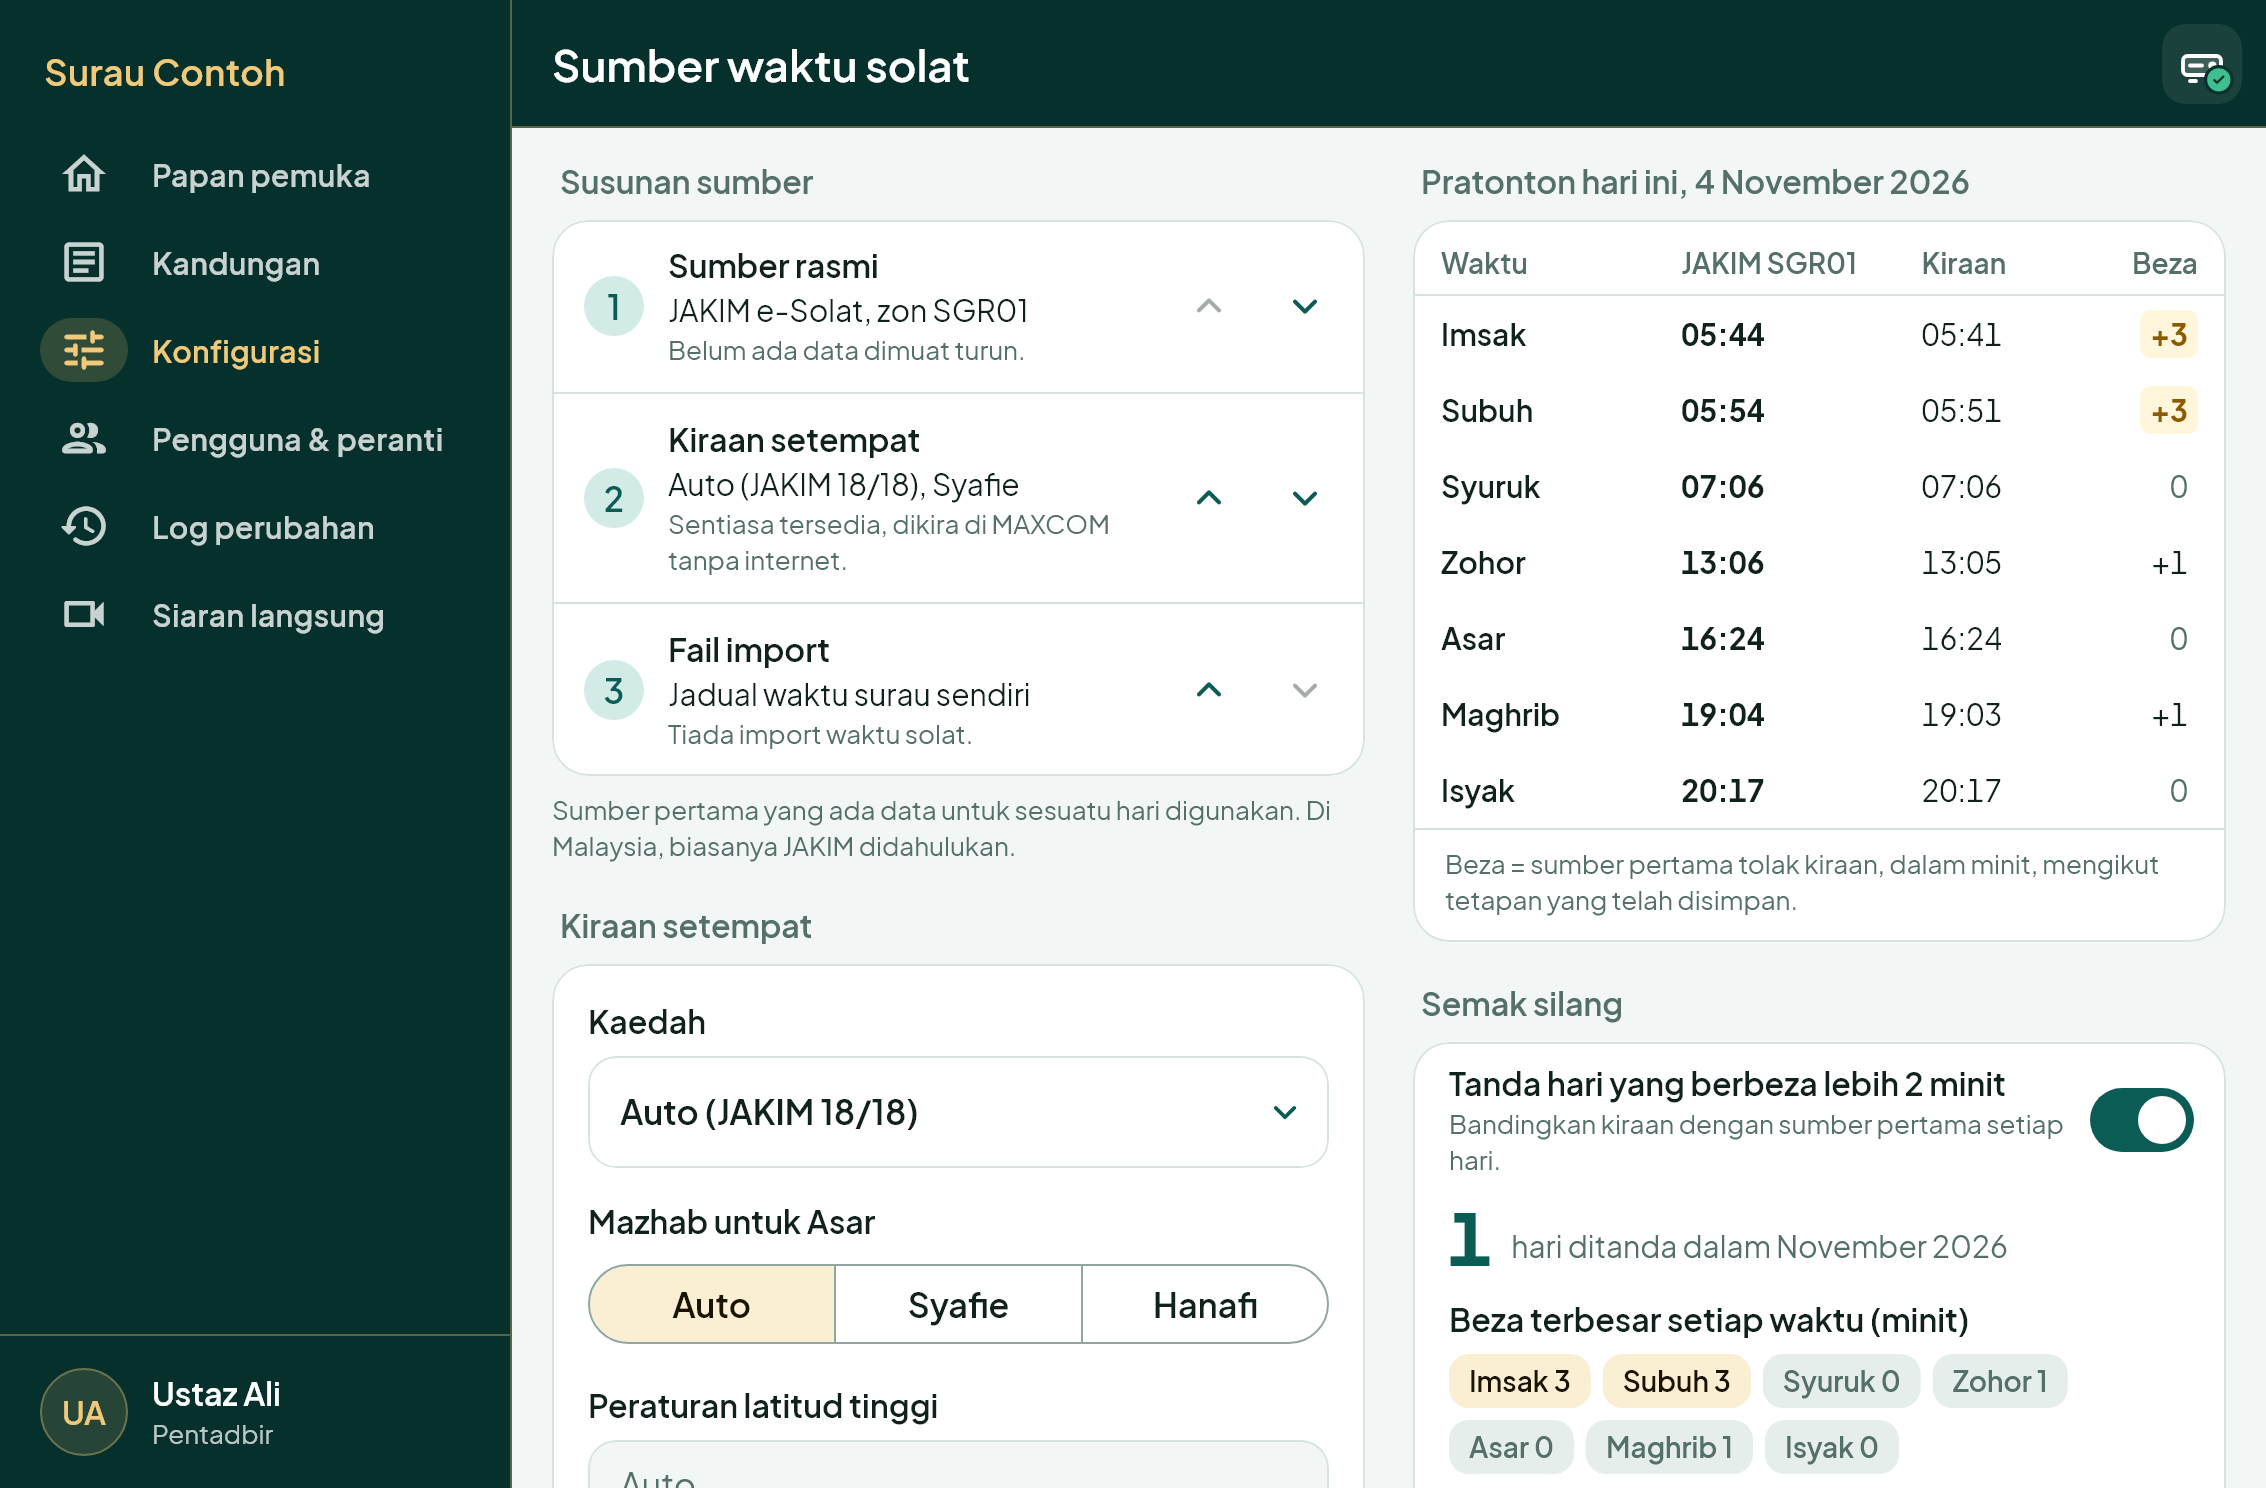 Surau Contoh
Papan pemuka
Kandungan
Konfigurasi
Pengguna & peranti
Log perubahan
Siaran langsung
UA
Ustaz Ali
Pentadbir
Sumber waktu solat
Susunan sumber
1
Sumber rasmi
JAKIM e-Solat, zon SGR01
Belum ada data dimuat turun.
2
Kiraan setempat
Auto (JAKIM 18/18), Syafie
Sentiasa tersedia, dikira di MAXCOM
tanpa internet.
3
Fail import
Jadual waktu surau sendiri
Tiada import waktu solat.
Sumber pertama yang ada data untuk sesuatu hari digunakan. Di
Malaysia, biasanya JAKIM didahulukan.
Kiraan setempat
Kaedah
Auto (JAKIM 18/18)
Mazhab untuk Asar
Auto Syafie Hanafi
Peraturan latitud tinggi
Auto
Pratonton hari ini, 4 November 2026
Waktu JAKIM SGR01 Kiraan Beza
Imsak 05:44 05:41 +3
Subuh 05:54 05:51 +3
Syuruk 07:06 07:06 0
Zohor 13:06 13:05 +1
Asar 16:24 16:24 0
Maghrib 19:04 19:03 +1
Isyak 20:17 20:17 0
Beza = sumber pertama tolak kiraan, dalam minit, mengikut
tetapan yang telah disimpan.
Semak silang
Tanda hari yang berbeza lebih 2 minit
Bandingkan kiraan dengan sumber pertama setiap
hari.
1 hari ditanda dalam November 2026
Beza terbesar setiap waktu (minit)
Imsak 3 Subuh 3 Syuruk 0 Zohor 1
Asar 0 Maghrib 1 Isyak 0